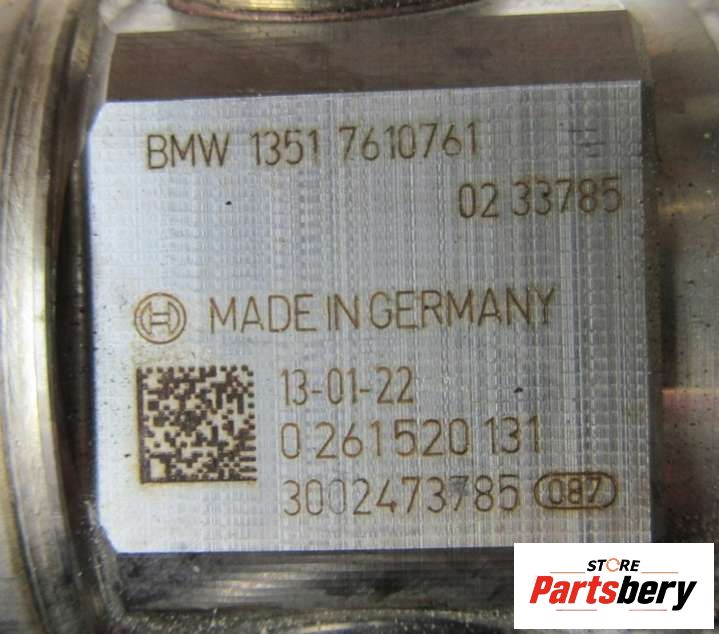 BMW 1351 7610761
02 33785
MADE IN GERMANY
13-01-22
0 261 520 131
3002473785 087
STORE
Partsbery